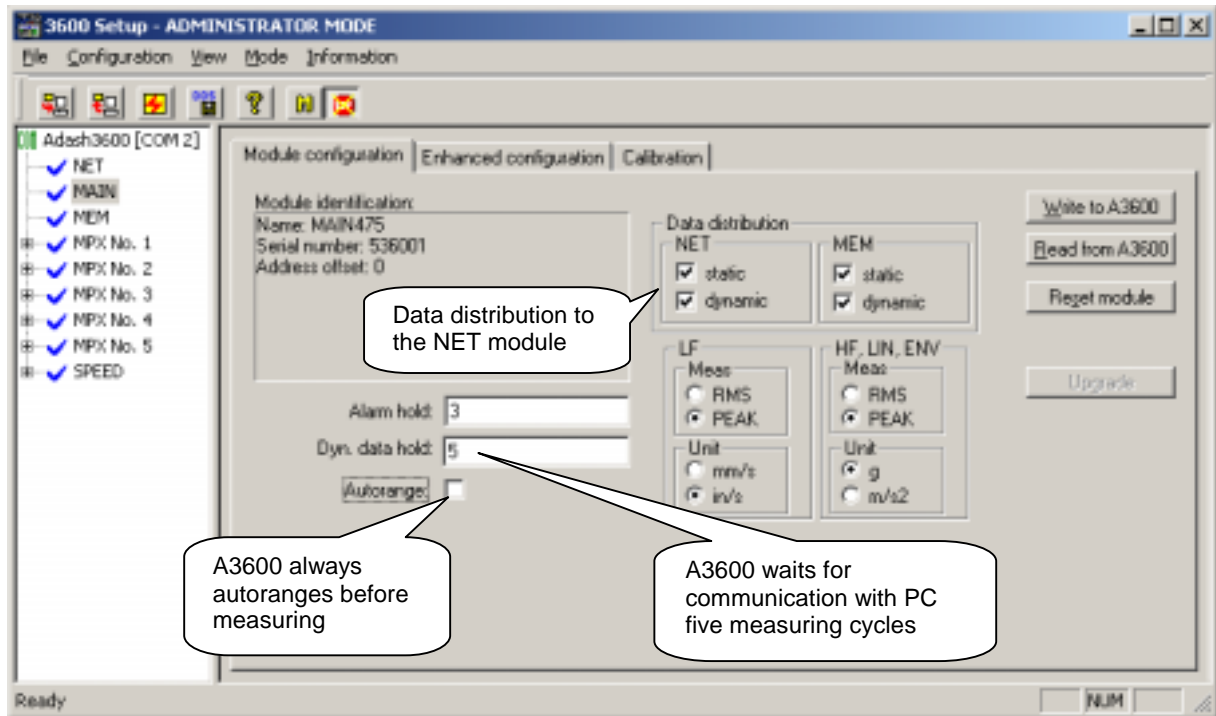 3600 Setup - ADMINISTRATOR MODE
File Configuration View Mode Information
Adash3600 [COM 2]
NET
MAIN
MEM
MPX No. 1
MPX No. 2
MPX No. 3
MPX No. 4
MPX No. 5
SPEED
Module configuration Enhanced configuration Calibration
Module identification:
Name: MAIN475
Serial number: 536001
Address offset: 0
Data distribution
NET
static
dynamic
MEM
static
dynamic
Data distribution to
the NET module
LF
Meas
RMS
PEAK
Unit
mm/s
in/s
HF, LIN, ENV
Meas
RMS
PEAK
Unit
g
m/s2
Alarm hold: 3
Dyn. data hold: 5
Autorange:
Write to A3600
Read from A3600
Reset module
Upgrade
A3600 always
autoranges before
measuring
A3600 waits for
communication with PC
five measuring cycles
Ready
NUM